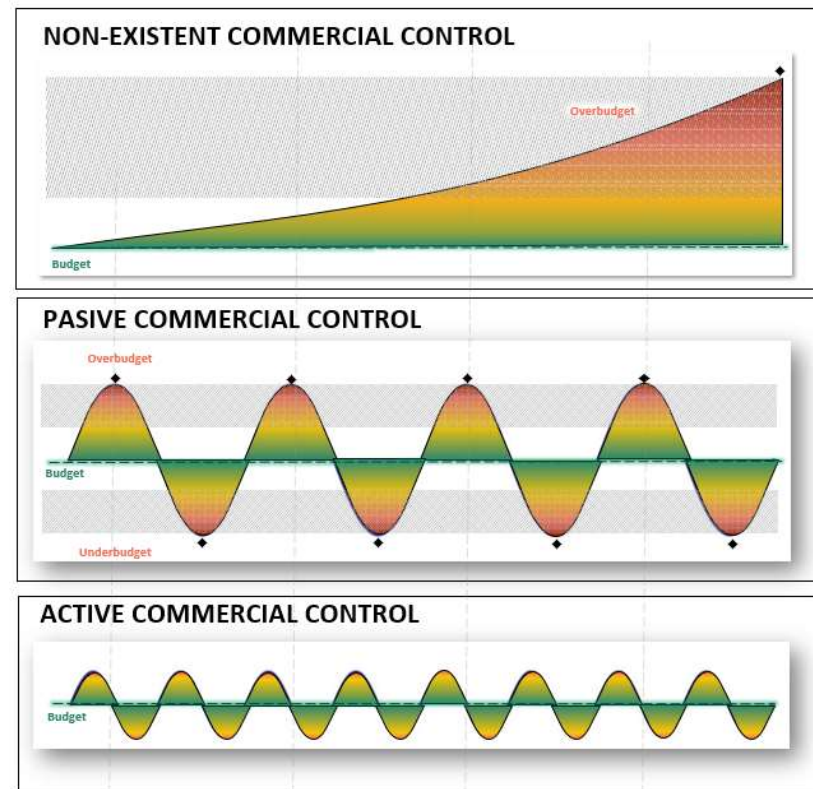 NON-EXISTENT COMMERCIAL CONTROL
Overbudget
Budget
PASIVE COMMERCIAL CONTROL
Overbudget
Budget
Underbudget
ACTIVE COMMERCIAL CONTROL
Budget